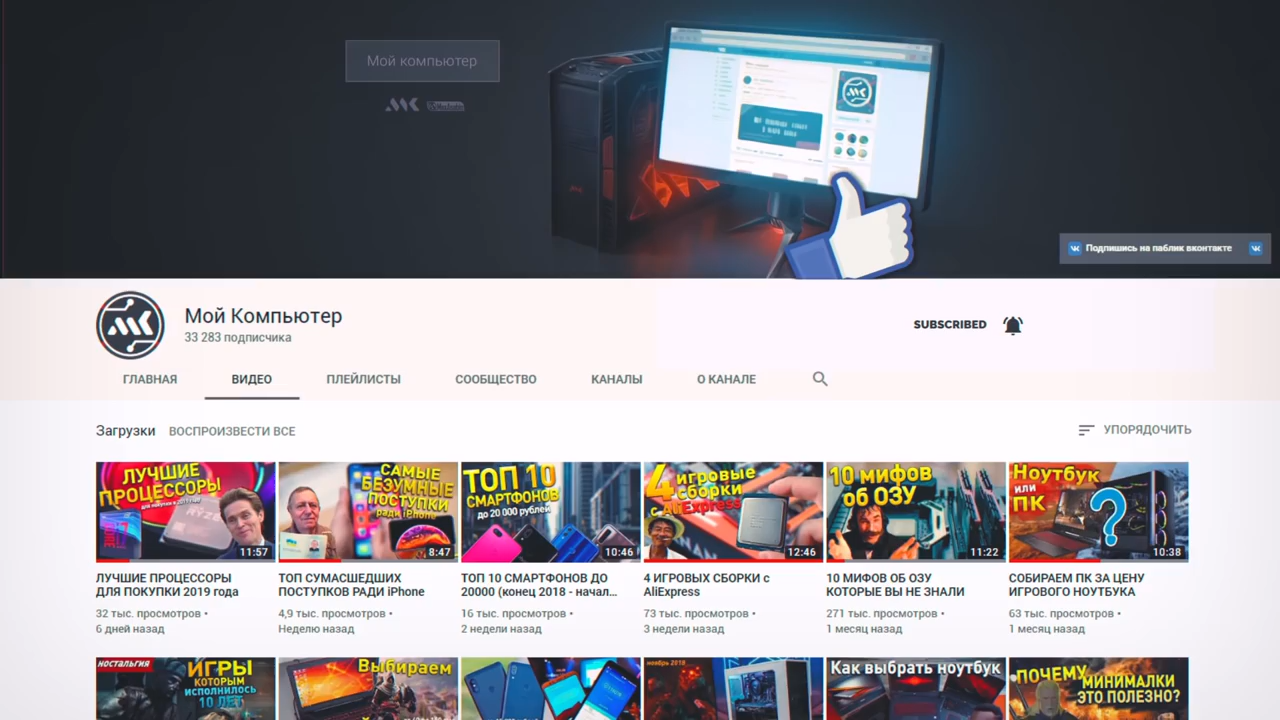 Мой компьютер
Подпишись на паблик вконтакте
Мой Компьютер
33 283 подписчика
SUBSCRIBED
ГЛАВНАЯ
ВИДЕО
ПЛЕЙЛИСТЫ
СООБЩЕСТВО
КАНАЛЫ
О КАНАЛЕ
Загрузки
ВОСПРОИЗВЕСТИ ВСЕ
УПОРЯДОЧИТЬ
ЛУЧШИЕ
ПРОЦЕССОРЫ
для покупки в 2019 году
11:57
САМЫЕ
БЕЗУМНЫЕ
ПОСТУПКИ
ради iPhone
8:47
ТОП 10
СМАРТФОНОВ
до 20 000 рублей
10:46
4 игровые
сборки
с AliExpress
12:46
10 мифов
об ОЗУ
11:22
Ноутбук
или
ПК
?
10:38
ЛУЧШИЕ ПРОЦЕССОРЫ
ДЛЯ ПОКУПКИ 2019 года
32 тыс. просмотров •
6 дней назад
ТОП СУМАСШЕДШИХ
ПОСТУПКОВ РАДИ iPhone
4,9 тыс. просмотров •
Неделю назад
ТОП 10 СМАРТФОНОВ ДО
20000 (конец 2018 - начал...
16 тыс. просмотров •
2 недели назад
4 ИГРОВЫХ СБОРКИ с
AliExpress
73 тыс. просмотров •
3 недели назад
10 МИФОВ ОБ ОЗУ
КОТОРЫЕ ВЫ НЕ ЗНАЛИ
271 тыс. просмотров •
1 месяц назад
СОБИРАЕМ ПК ЗА ЦЕНУ
ИГРОВОГО НОУТБУКА
63 тыс. просмотров •
1 месяц назад
НОСТАЛЬГИЯ
ИГРЫ
КОТОРЫМ
ИСПОЛНИЛОСЬ
10 ЛЕТ
Выбираем
ноябрь 2018
Как выбрать ноутбук
ПОЧЕМУ
МИНИМАЛКИ
ЭТО ПОЛЕЗНО?